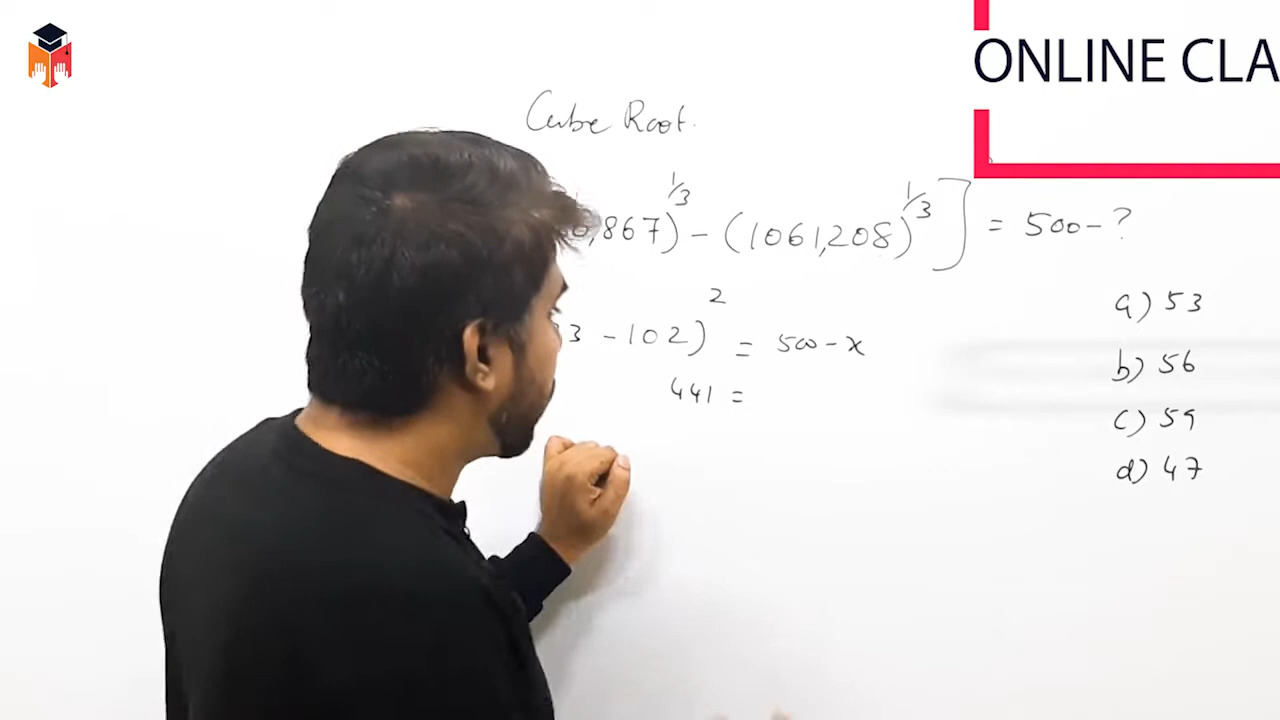 ONLINE CLA
Cube Root.
,867)^1/3 - (1061,208)^1/3] = 500 - ?
3 - 102)^2 = 500 - x
441 =
a) 53
b) 56
c) 59
d) 47